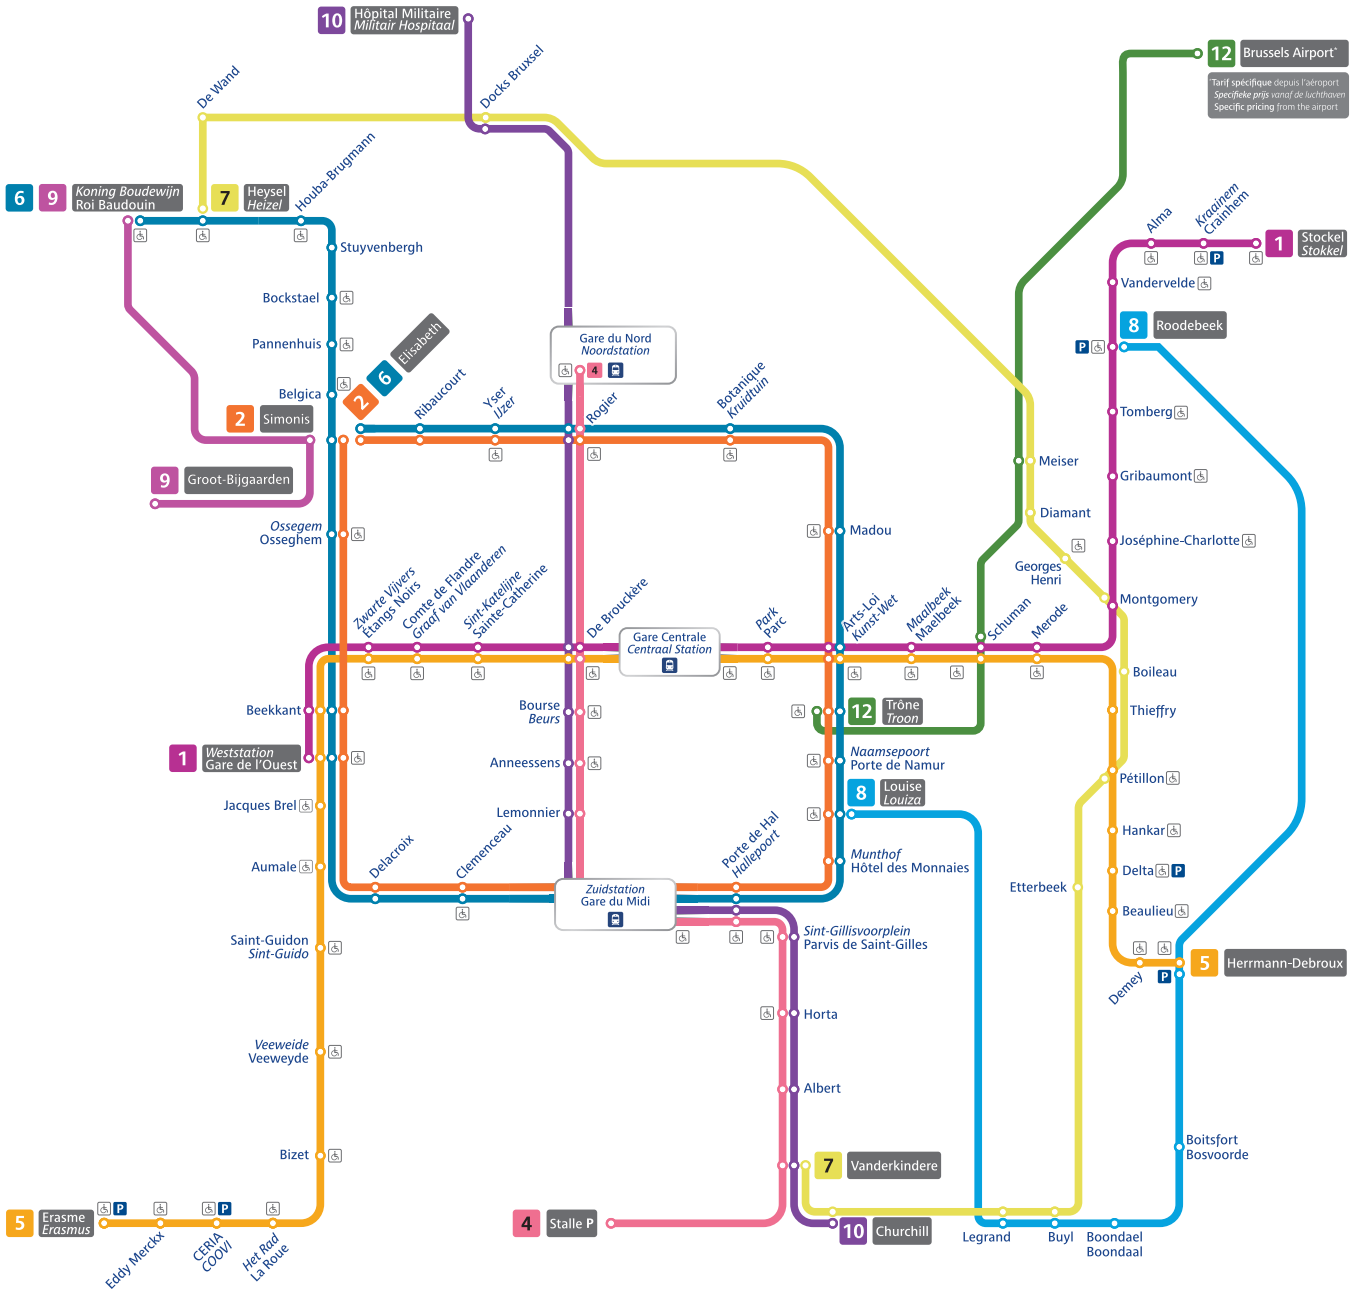 10
Hôpital Militaire
Militair Hospitaal
Docks Bruxsel
De Wand
12
Brussels Airport*
*Tarif spécifique depuis l'aéroport
Specifieke prijs vanaf de luchthaven
Specific pricing from the airport
6
9
Koning Boudewijn
Roi Baudouin
7
Heysel
Heizel
Houba-Brugmann
Stuyvenbergh
Bockstael
Pannenhuis
Belgica
2
Simonis
2
6
Elisabeth
9
Groot-Bijgaarden
Ribaucourt
Yser
IJzer
Rogier
Botanique
Kruidtuin
Gare du Nord
Noordstation
4
Alma
Kraainem
Crainhem
P
1
Stockel
Stokkel
Vandervelde
8
Roodebeek
P
Tomberg
Gribaumont
Joséphine-Charlotte
Meiser
Diamant
Georges
Henri
Montgomery
Madou
Ossegem
Osseghem
Zwarte Vijvers
Etangs Noirs
Comte de Flandre
Graaf van Vlaanderen
Sint-Katelijne
Sainte-Catherine
De Brouckère
Gare Centrale
Centraal Station
Park
Parc
Arts-Loi
Kunst-Wet
Maalbeek
Maelbeek
Schuman
Merode
Boileau
Thieffry
Beekkant
1
Weststation
Gare de l'Ouest
Bourse
Beurs
Anneessens
Lemonnier
12
Trône
Troon
Naamsepoort
Porte de Namur
8
Louise
Louiza
Munthof
Hôtel des Monnaies
Pétillon
Hankar
Delta
P
Beaulieu
Etterbeek
Demey
P
5
Herrmann-Debroux
Jacques Brel
Aumale
Delacroix
Clemenceau
Porte de Hal
Hallepoort
Zuidstation
Gare du Midi
Saint-Guidon
Sint-Guido
Sint-Gillisvoorplein
Parvis de Saint-Gilles
Horta
Albert
Veeweide
Veeweyde
Bizet
7
Vanderkindere
Boitsfort
Bosvoorde
5
Erasme
Erasmus
P
Eddy Merckx
P
CERIA
COOVI
Het Rad
La Roue
4
Stalle P
10
Churchill
Legrand
Buyl
Boondael
Boondaal